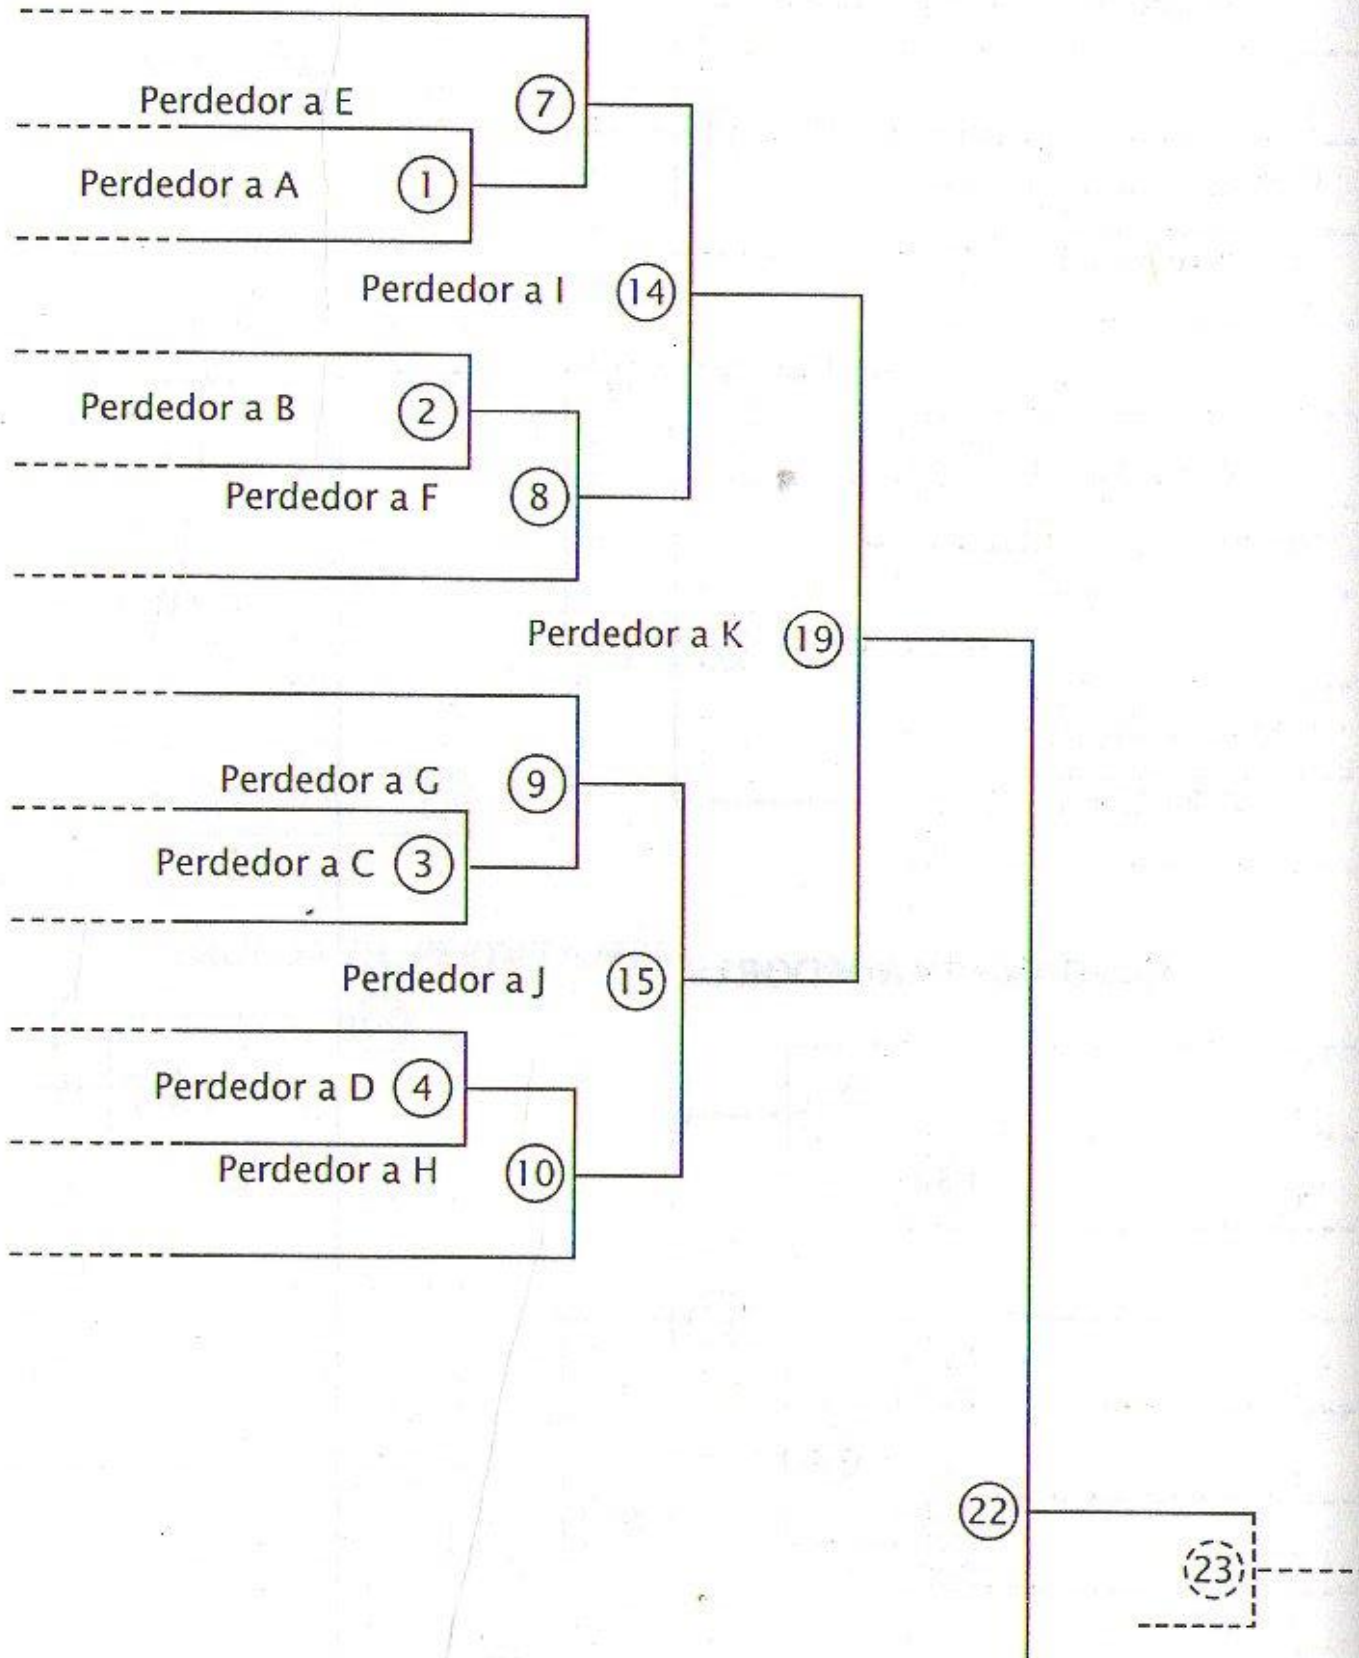 Perdedor a E 7
Perdedor a A 1
Perdedor a I 14
Perdedor a B 2
Perdedor a F 8
Perdedor a K 19
Perdedor a G 9
Perdedor a C 3
Perdedor a J 15
Perdedor a D 4
Perdedor a H 10
22
23